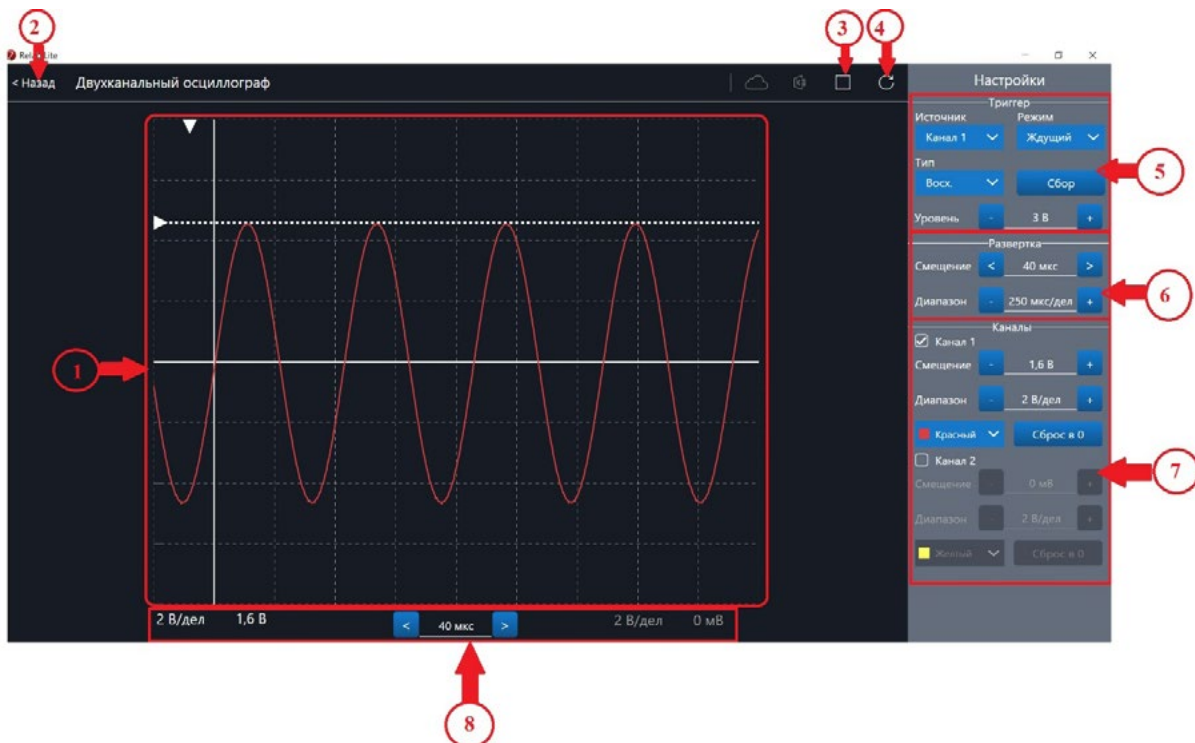 2
3
4
Relab Lite
< Назад Двухканальный осциллограф
Настройки
Триггер
Источник Режим
Канал 1 Ждущий
Тип
Восх. Сбор
5
Уровень - 3 В +
Развертка
Смещение < 40 мкс >
Диапазон - 250 мкс/дел +
6
Каналы
Канал 1
1
Смещение - 1,6 В +
Диапазон - 2 В/дел +
Красный Сброс в 0
Канал 2
7
Смещение - 0 мВ +
Диапазон - 2 В/дел +
Желтый Сброс в 0
2 В/дел 1,6 В < 40 мкс > 2 В/дел 0 мВ
8